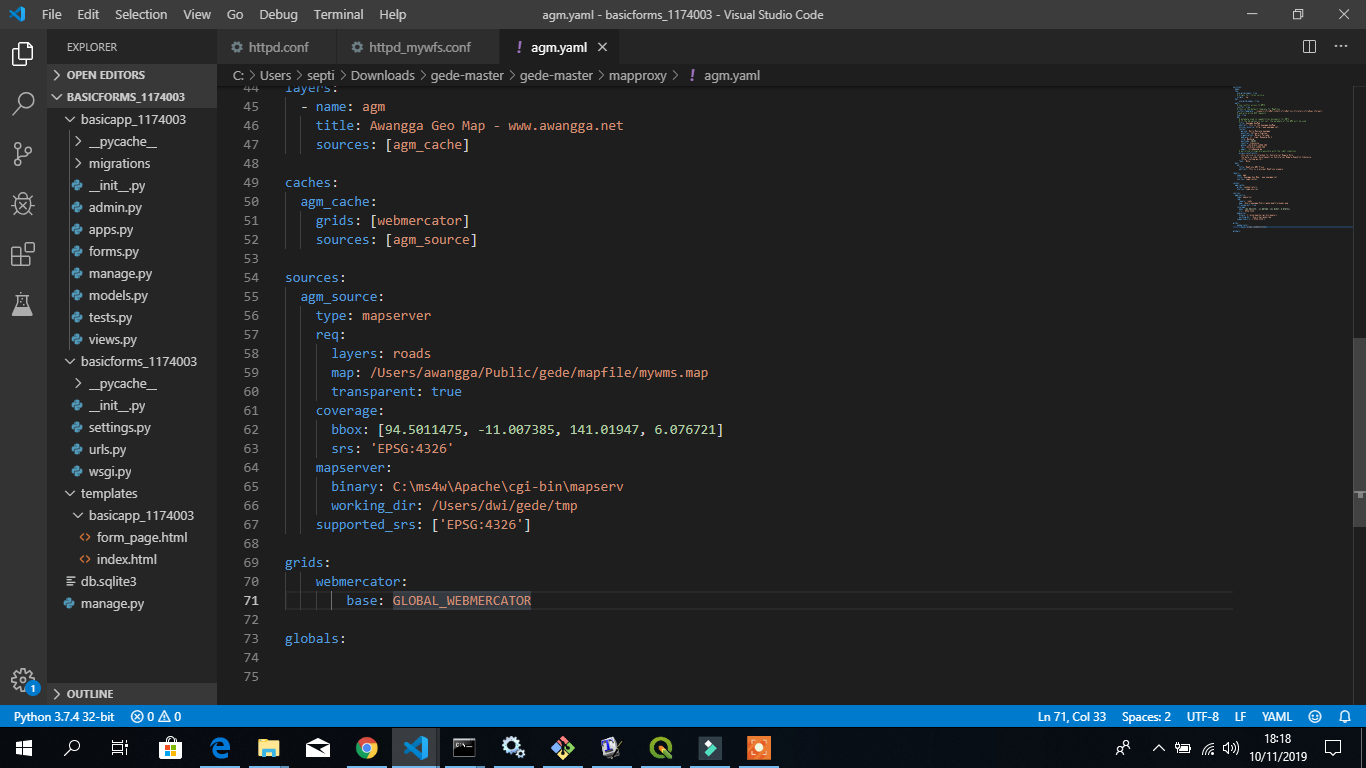 File Edit Selection View Go Debug Terminal Help
agm.yaml - basicforms_1174003 - Visual Studio Code
EXPLORER
OPEN EDITORS
BASICFORMS_1174003
basicapp_1174003
__pycache__
migrations
__init__.py
admin.py
apps.py
forms.py
manage.py
models.py
tests.py
views.py
basicforms_1174003
__pycache__
__init__.py
settings.py
urls.py
wsgi.py
templates
basicapp_1174003
form_page.html
index.html
db.sqlite3
manage.py
OUTLINE
1
httpd.conf
httpd_mywfs.conf
! agm.yaml
C: > Users > septi > Downloads > gede-master > gede-master > mapproxy > ! agm.yaml
44 layers:
45 - name: agm
46 title: Awangga Geo Map - www.awangga.net
47 sources: [agm_cache]
48
49 caches:
50 agm_cache:
51 grids: [webmercator]
52 sources: [agm_source]
53
54 sources:
55 agm_source:
56 type: mapserver
57 req:
58 layers: roads
59 map: /Users/awangga/Public/gede/mapfile/mywms.map
60 transparent: true
61 coverage:
62 bbox: [94.5011475, -11.007385, 141.01947, 6.076721]
63 srs: 'EPSG:4326'
64 mapserver:
65 binary: C:\ms4w\Apache\cgi-bin\mapserv
66 working_dir: /Users/dwi/gede/tmp
67 supported_srs: ['EPSG:4326']
68
69 grids:
70 webmercator:
71 base: GLOBAL_WEBMERCATOR
72
73 globals:
74
75
Python 3.7.4 32-bit 0 0
Ln 71, Col 33 Spaces: 2 UTF-8 LF YAML
18:18
10/11/2019